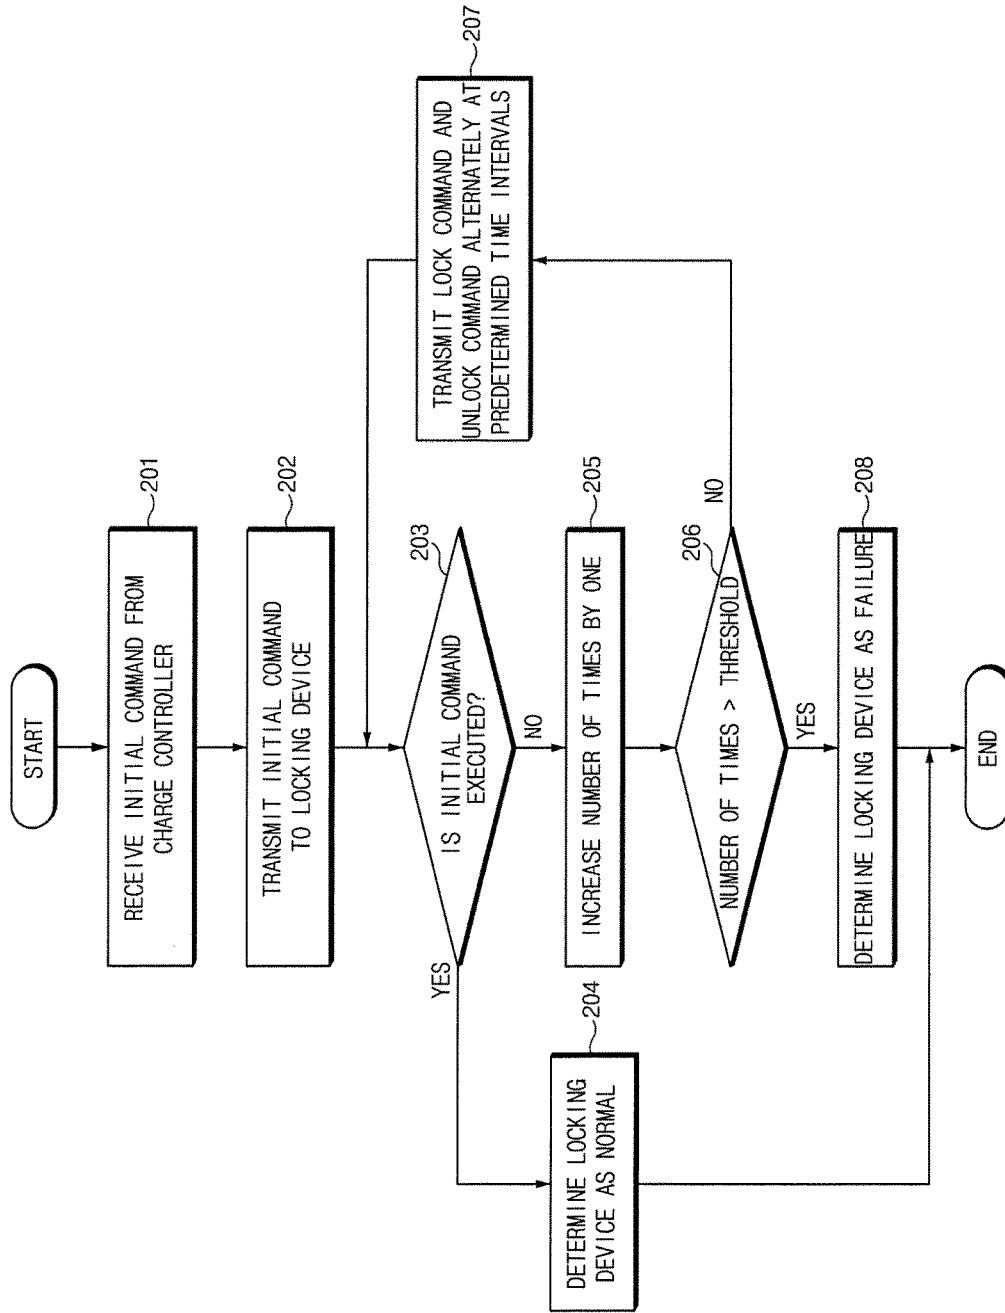 START
RECEIVE INITIAL COMMAND FROM
CHARGE CONTROLLER
201
TRANSMIT INITIAL COMMAND
TO LOCKING DEVICE
202
IS INITIAL COMMAND
EXECUTED?
203
YES
NO
DETERMINE LOCKING
DEVICE AS NORMAL
204
INCREASE NUMBER OF TIMES BY ONE
205
NUMBER OF TIMES > THRESHOLD
206
NO
YES
TRANSMIT LOCK COMMAND AND
UNLOCK COMMAND ALTERNATELY AT
PREDETERMINED TIME INTERVALS
207
DETERMINE LOCKING DEVICE AS FAILURE
208
END